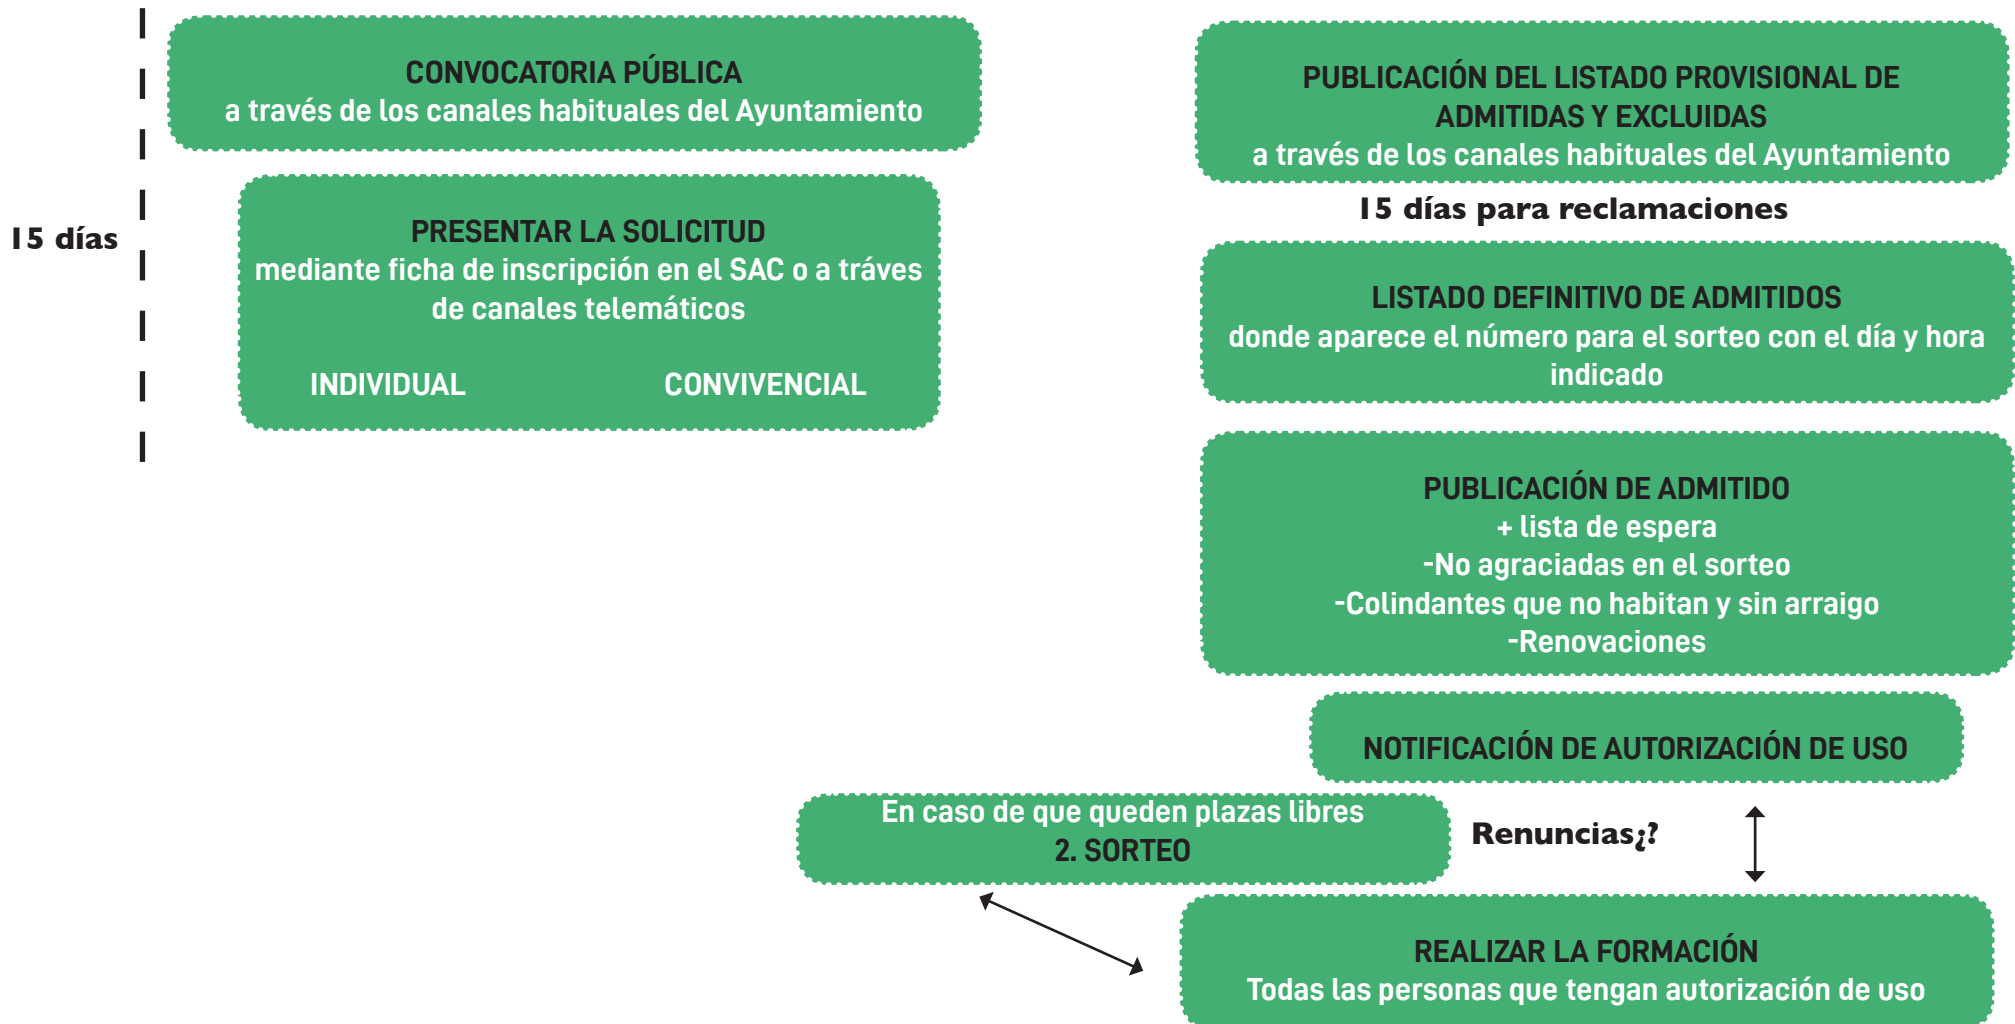 15 días
CONVOCATORIA PÚBLICA
a través de los canales habituales del Ayuntamiento
PRESENTAR LA SOLICITUD
mediante ficha de inscripción en el SAC o a tráves
de canales telemáticos
INDIVIDUAL CONVIVENCIAL
PUBLICACIÓN DEL LISTADO PROVISIONAL DE
ADMITIDAS Y EXCLUIDAS
a través de los canales habituales del Ayuntamiento
15 días para reclamaciones
LISTADO DEFINITIVO DE ADMITIDOS
donde aparece el número para el sorteo con el día y hora
indicado
PUBLICACIÓN DE ADMITIDO
+ lista de espera
-No agraciadas en el sorteo
-Colindantes que no habitan y sin arraigo
-Renovaciones
NOTIFICACIÓN DE AUTORIZACIÓN DE USO
En caso de que queden plazas libres
2. SORTEO
Renuncias¿?
REALIZAR LA FORMACIÓN
Todas las personas que tengan autorización de uso